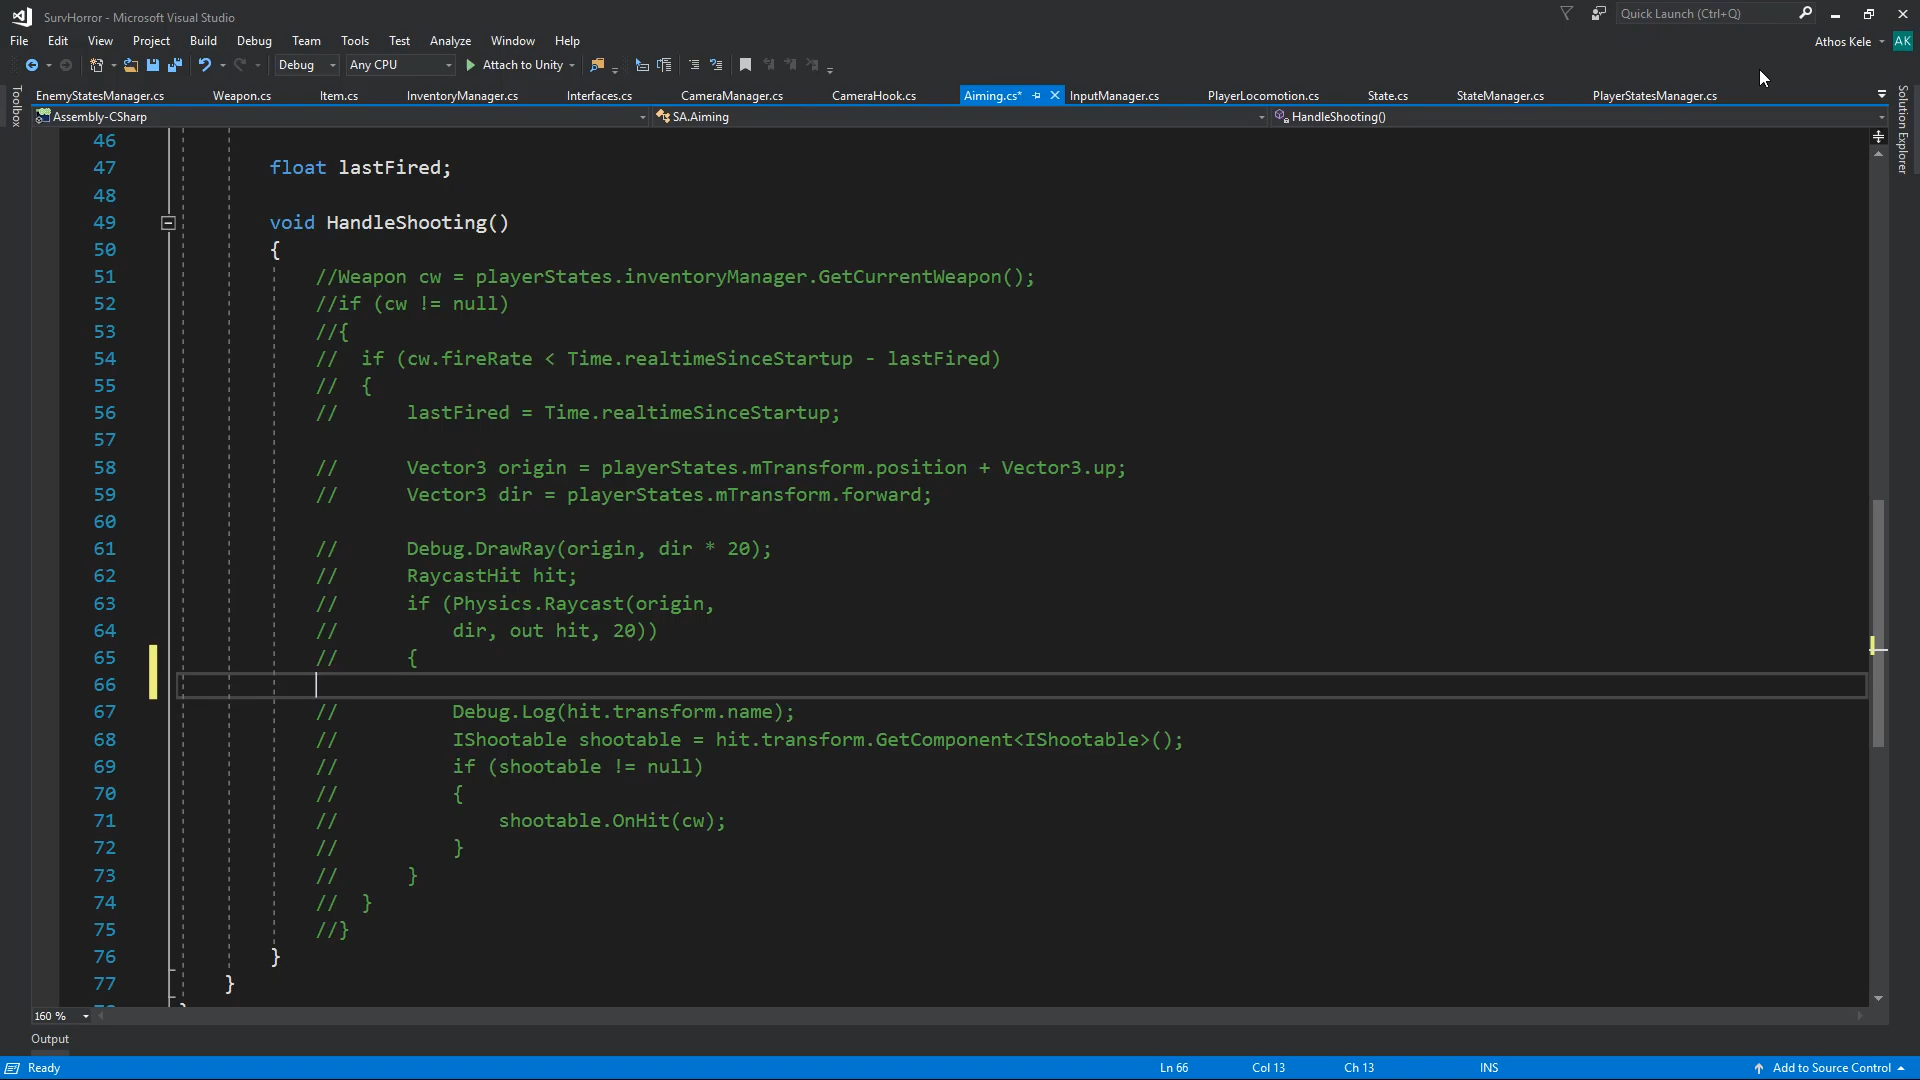 SurvHorror - Microsoft Visual Studio
Quick Launch (Ctrl+Q)
File Edit View Project Build Debug Team Tools Test Analyze Window Help
Athos Kele AK
Debug Any CPU Attach to Unity
Toolbox
EnemyStatesManager.cs Weapon.cs Item.cs InventoryManager.cs Interfaces.cs CameraManager.cs CameraHook.cs Aiming.cs* InputManager.cs PlayerLocomotion.cs State.cs StateManager.cs PlayerStatesManager.cs
Solution Explorer
Assembly-CSharp SA.Aiming HandleShooting()
46
47 float lastFired;
48
49 void HandleShooting()
50 {
51 //Weapon cw = playerStates.inventoryManager.GetCurrentWeapon();
52 //if (cw != null)
53 //{
54 // if (cw.fireRate < Time.realtimeSinceStartup - lastFired)
55 // {
56 // lastFired = Time.realtimeSinceStartup;
57
58 // Vector3 origin = playerStates.mTransform.position + Vector3.up;
59 // Vector3 dir = playerStates.mTransform.forward;
60
61 // Debug.DrawRay(origin, dir * 20);
62 // RaycastHit hit;
63 // if (Physics.Raycast(origin,
64 // dir, out hit, 20))
65 // {
66
67 // Debug.Log(hit.transform.name);
68 // IShootable shootable = hit.transform.GetComponent<IShootable>();
69 // if (shootable != null)
70 // {
71 // shootable.OnHit(cw);
72 // }
73 // }
74 // }
75 //}
76 }
77 }
160 %
Output
Ready Ln 66 Col 13 Ch 13 INS Add to Source Control